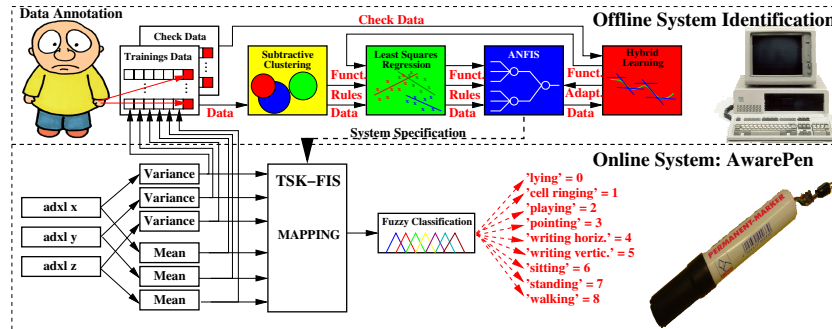 Data Annotation
Check Data
Trainings Data
Check Data
Offline System Identification
Subtractive
Clustering
Least Squares
Regression
ANFIS
Hybrid
Learning
Funct.
Rules
Data
Funct.
Rules
Data
Funct.
Adapt.
Data
Data
System Specification
Online System: AwarePen
adxl x
adxl y
adxl z
Variance
Variance
Variance
Mean
Mean
Mean
TSK-FIS
MAPPING
Fuzzy Classification
'lying' = 0
'cell ringing' = 1
'playing' = 2
'pointing' = 3
'writing horiz.' = 4
'writing vertic.' = 5
'sitting' = 6
'standing' = 7
'walking' = 8
PERMANENT-MARKER